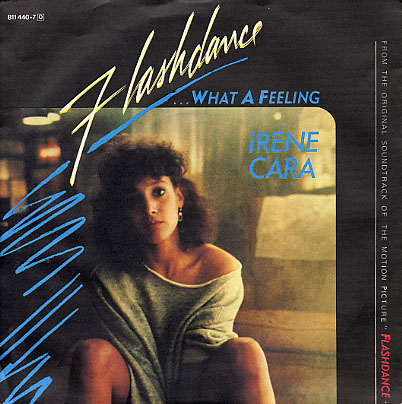 811 440-7 Q
Flashdance
...WHAT A FEELING
IRENE
CARA
FROM THE ORIGINAL SOUNDTRACK OF THE MOTION PICTURE "FLASHDANCE"